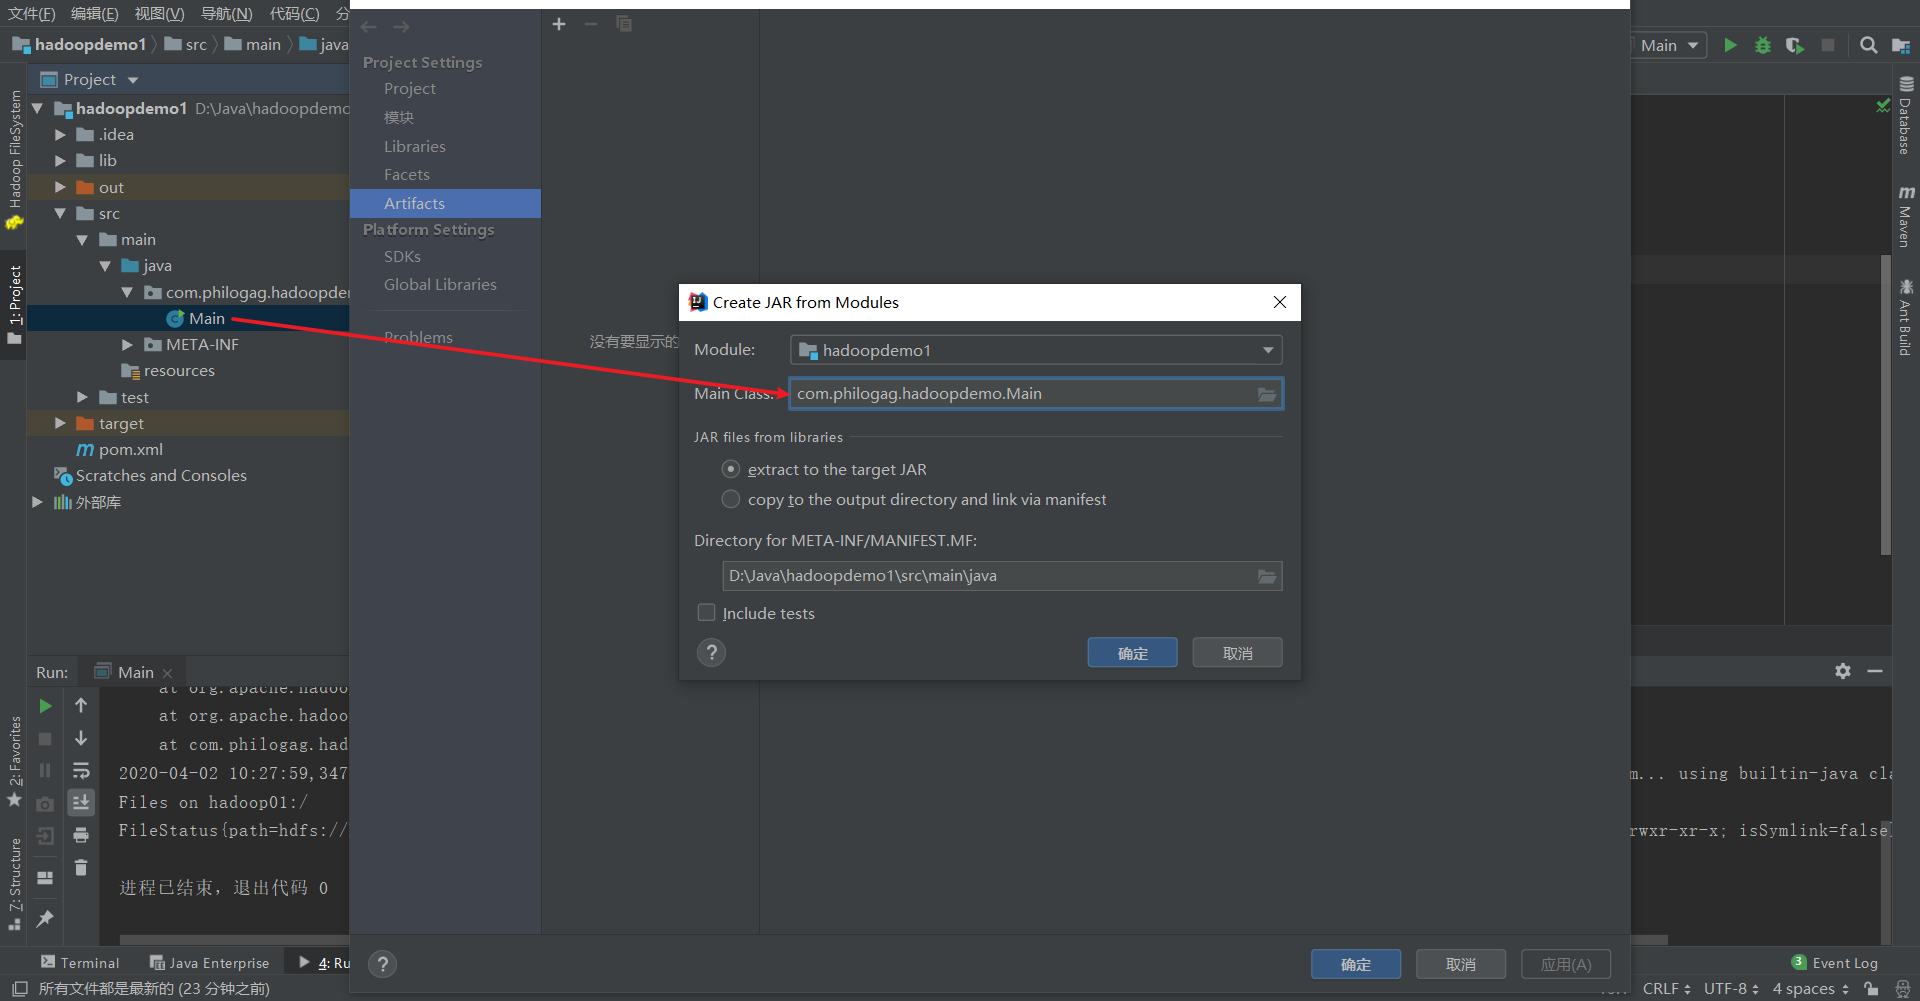 文件(F) 编辑(E) 视图(V) 导航(N) 代码(C) 分
hadoopdemo1 src main java
Main
Project
hadoopdemo1 D:\Java\hadoopdemo
.idea
lib
out
src
main
java
com.philogag.hadoopde
Main
META-INF
resources
test
target
pom.xml
Scratches and Consoles
外部库
Hadoop FileSystem
1: Project
2: Favorites
7: Structure
Project Settings
Project
模块
Libraries
Facets
Artifacts
Platform Settings
SDKs
Global Libraries
Problems
没有要显示的
Create JAR from Modules
Module: hadoopdemo1
Main Class: com.philogag.hadoopdemo.Main
JAR files from libraries
extract to the target JAR
copy to the output directory and link via manifest
Directory for META-INF/MANIFEST.MF:
D:\Java\hadoopdemo1\src\main\java
Include tests
?
确定 取消
Database
Maven
Ant Build
Run: Main
at org.apache.hadoo
at org.apache.hadoo
at com.philogag.had
2020-04-02 10:27:59,347 m... using builtin-java cla
Files on hadoop01:/
FileStatus{path=hdfs:// rwxr-xr-x; isSymlink=false
进程已结束，退出代码 0
? 确定 取消 应用(A)
Terminal Java Enterprise 4: Ru 3 Event Log
所有文件都是最新的 (23 分钟之前) CRLF UTF-8 4 spaces